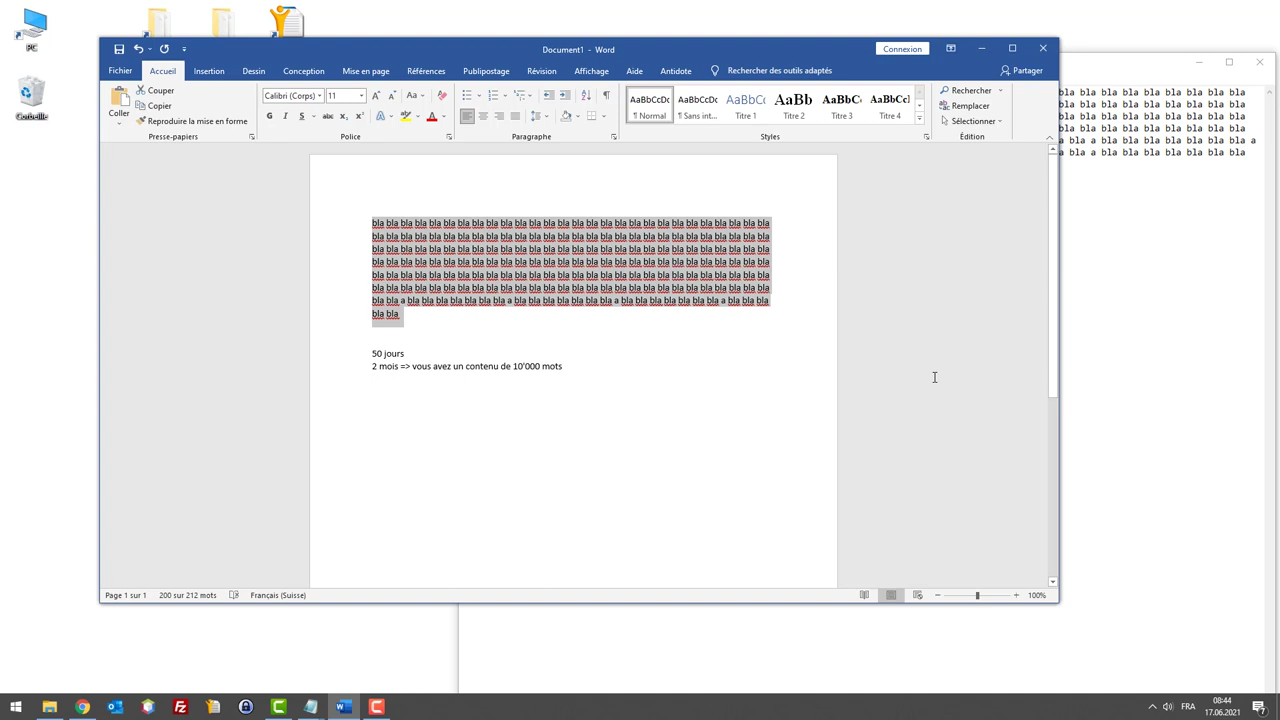 PC
Corbeille
Document1 - Word
Connexion
Fichier
Accueil
Insertion
Dessin
Conception
Mise en page
Références
Publipostage
Révision
Affichage
Aide
Antidote
Rechercher des outils adaptés
Partager
Coller
Couper
Copier
Reproduire la mise en forme
Presse-papiers
Calibri (Corps)
11
Police
Paragraphe
AaBbCcDc
¶ Normal
AaBbCcDc
¶ Sans int...
AaBbCc
Titre 1
AaBb
Titre 2
AaBbC
Titre 3
AaBbCc
Titre 4
Styles
Rechercher
Remplacer
Sélectionner
Édition
bla bla bla bla bla bla bla bla bla bla bla bla bla bla bla bla bla bla bla bla bla bla bla bla bla bla bla bla
bla bla bla bla bla bla bla bla bla bla bla bla bla bla bla bla bla bla bla bla bla bla bla bla bla bla bla bla
bla bla bla bla bla bla bla bla bla bla bla bla bla bla bla bla bla bla bla bla bla bla bla bla bla bla bla bla
bla bla bla bla bla bla bla bla bla bla bla bla bla bla bla bla bla bla bla bla bla bla bla bla bla bla bla bla
bla bla bla bla bla bla bla bla bla bla bla bla bla bla bla bla bla bla bla bla bla bla bla bla bla bla bla bla
bla bla bla bla bla bla bla bla bla bla bla bla bla bla bla bla bla bla bla bla bla bla bla bla bla bla bla bla
bla bla a bla bla bla bla bla bla bla a bla bla bla bla bla bla bla a bla bla bla bla bla bla bla a bla bla bla
bla bla
50 jours
2 mois => vous avez un contenu de 10'000 mots
a bla bla bla bla bla bla bla bla
a bla bla bla bla bla bla bla bla
a bla bla bla bla bla bla bla bla
a bla bla bla bla bla bla bla bla
a bla a bla bla bla bla bla bla bla a
a bla a bla bla bla bla bla bla bla
Page 1 sur 1
200 sur 212 mots
Français (Suisse)
100%
FRA
08:44
17.06.2021